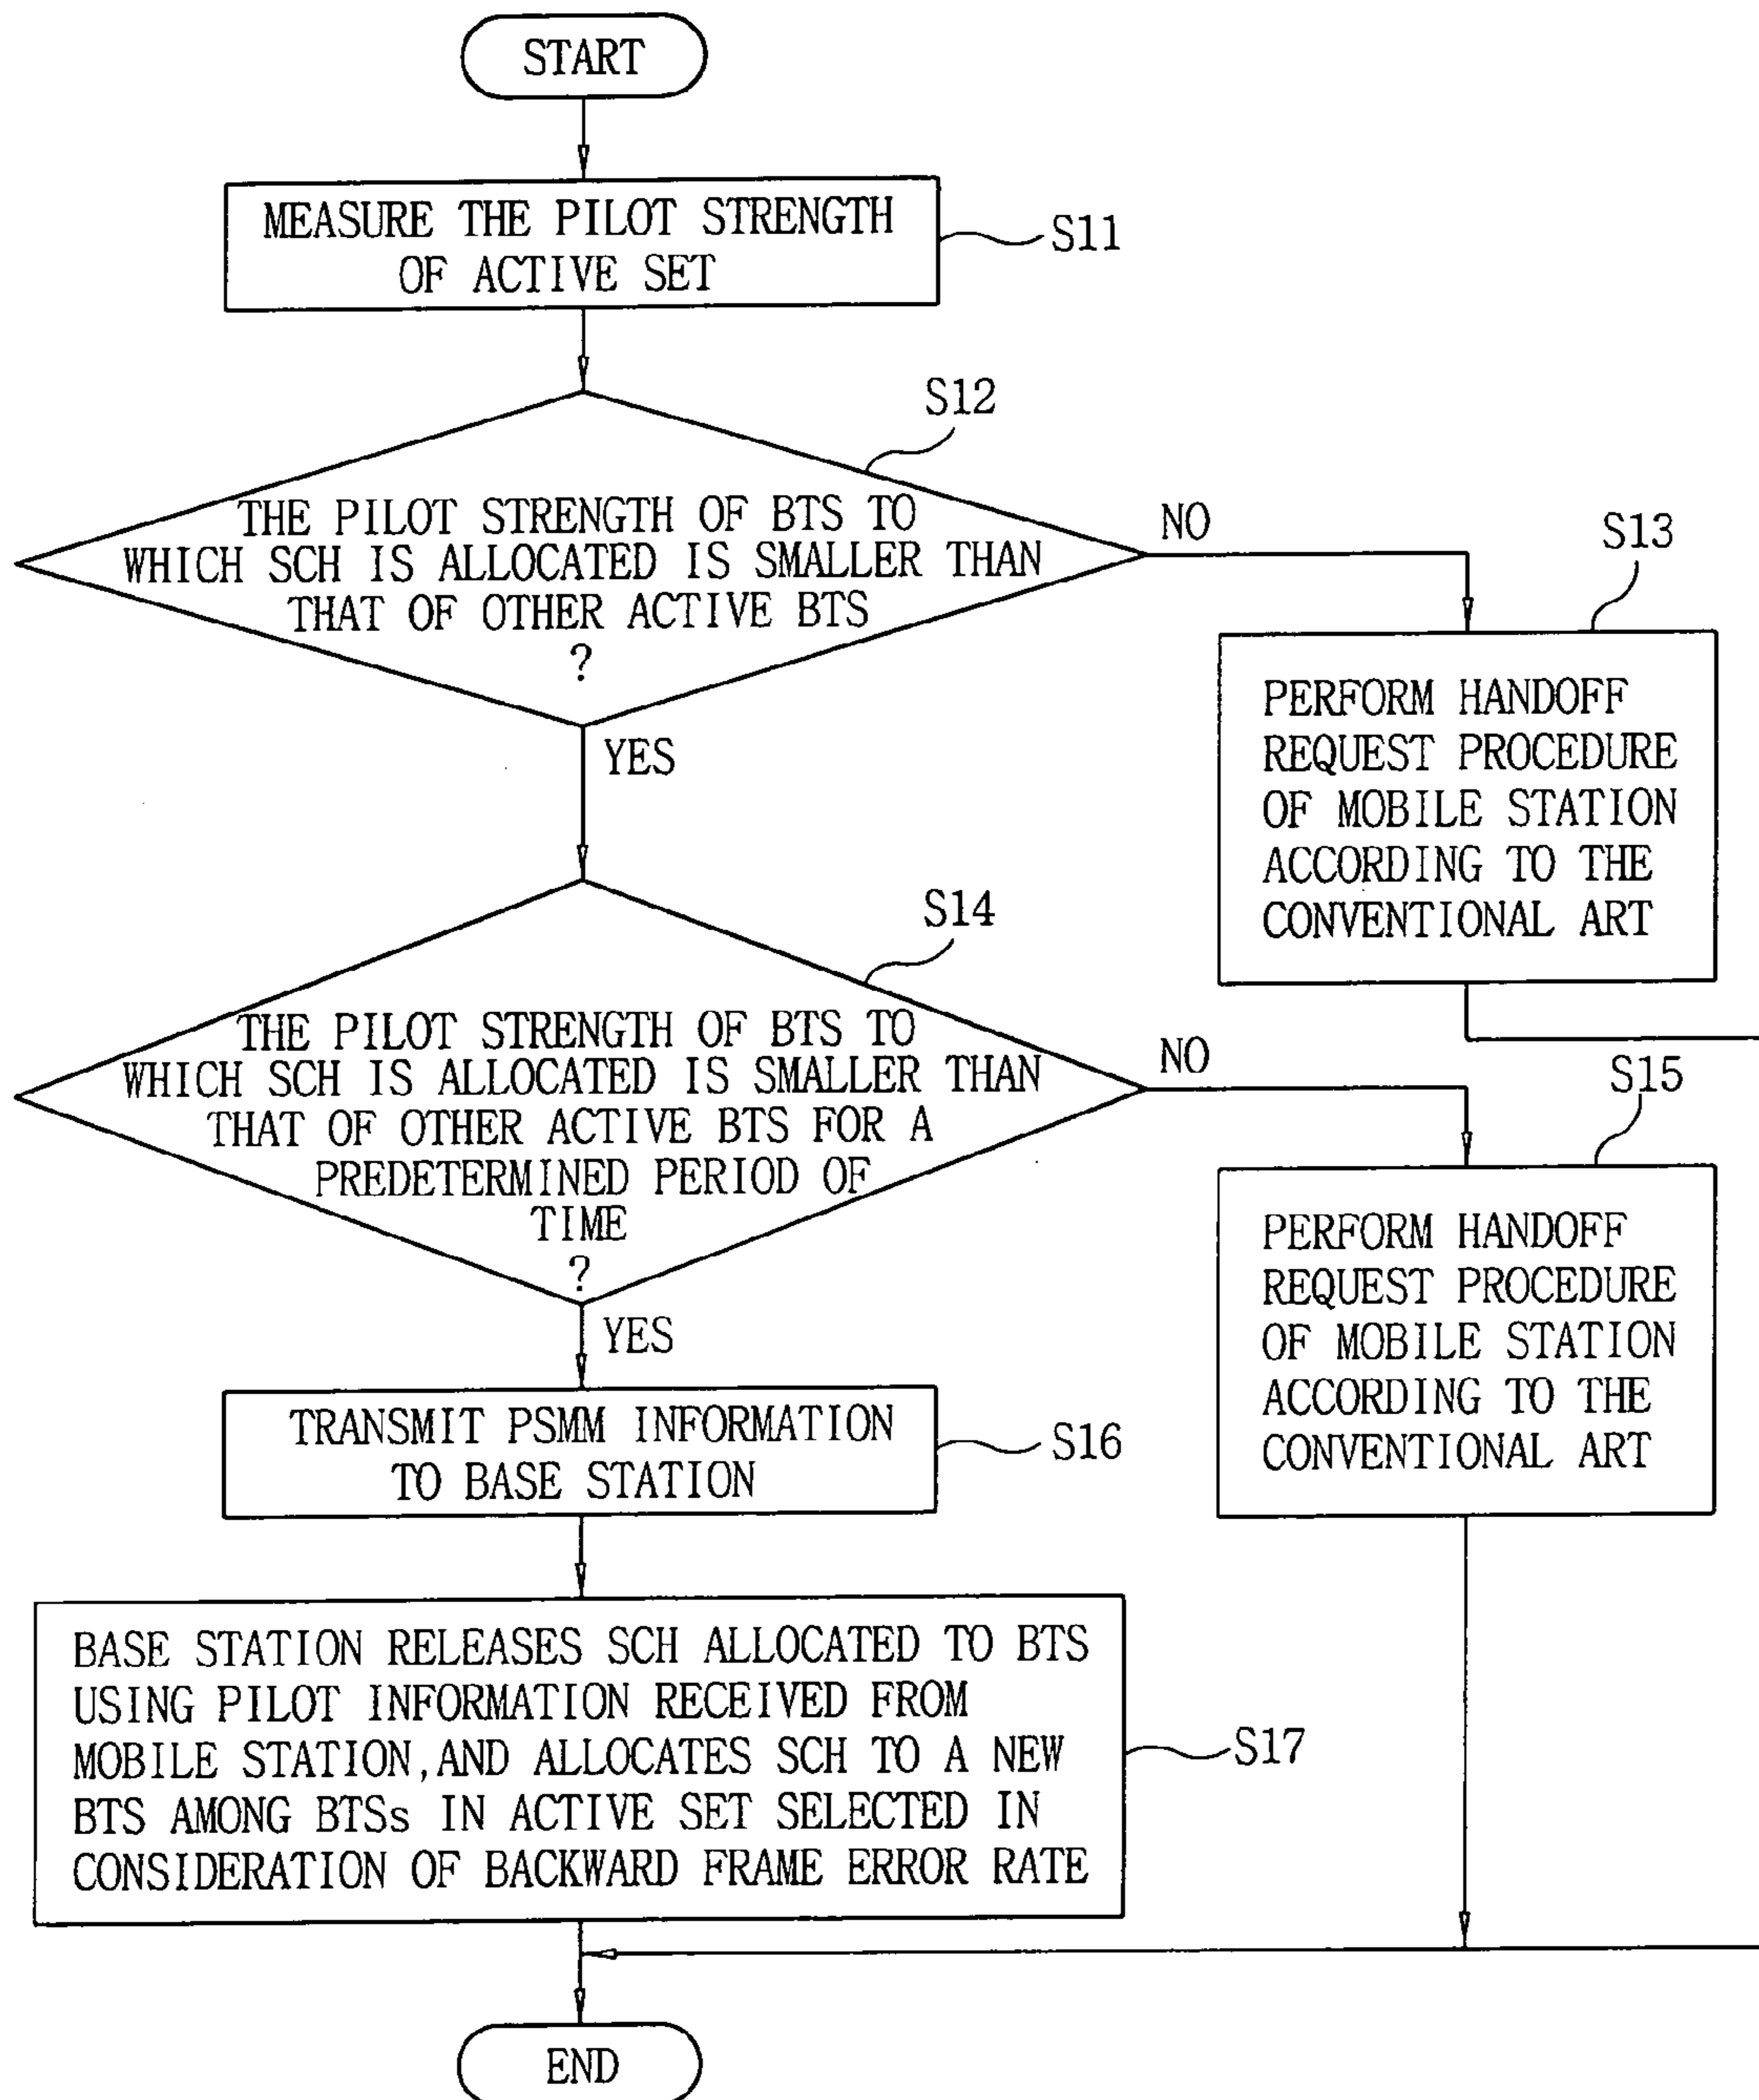 START
MEASURE THE PILOT STRENGTH
OF ACTIVE SET
S11
S12
THE PILOT STRENGTH OF BTS TO
WHICH SCH IS ALLOCATED IS SMALLER THAN
THAT OF OTHER ACTIVE BTS
?
NO
YES
S13
PERFORM HANDOFF
REQUEST PROCEDURE
OF MOBILE STATION
ACCORDING TO THE
CONVENTIONAL ART
S14
THE PILOT STRENGTH OF BTS TO
WHICH SCH IS ALLOCATED IS SMALLER THAN
THAT OF OTHER ACTIVE BTS FOR A
PREDETERMINED PERIOD OF
TIME
?
NO
YES
S15
PERFORM HANDOFF
REQUEST PROCEDURE
OF MOBILE STATION
ACCORDING TO THE
CONVENTIONAL ART
TRANSMIT PSMM INFORMATION
TO BASE STATION
S16
BASE STATION RELEASES SCH ALLOCATED TO BTS
USING PILOT INFORMATION RECEIVED FROM
MOBILE STATION,AND ALLOCATES SCH TO A NEW
BTS AMONG BTSs IN ACTIVE SET SELECTED IN
CONSIDERATION OF BACKWARD FRAME ERROR RATE
S17
END